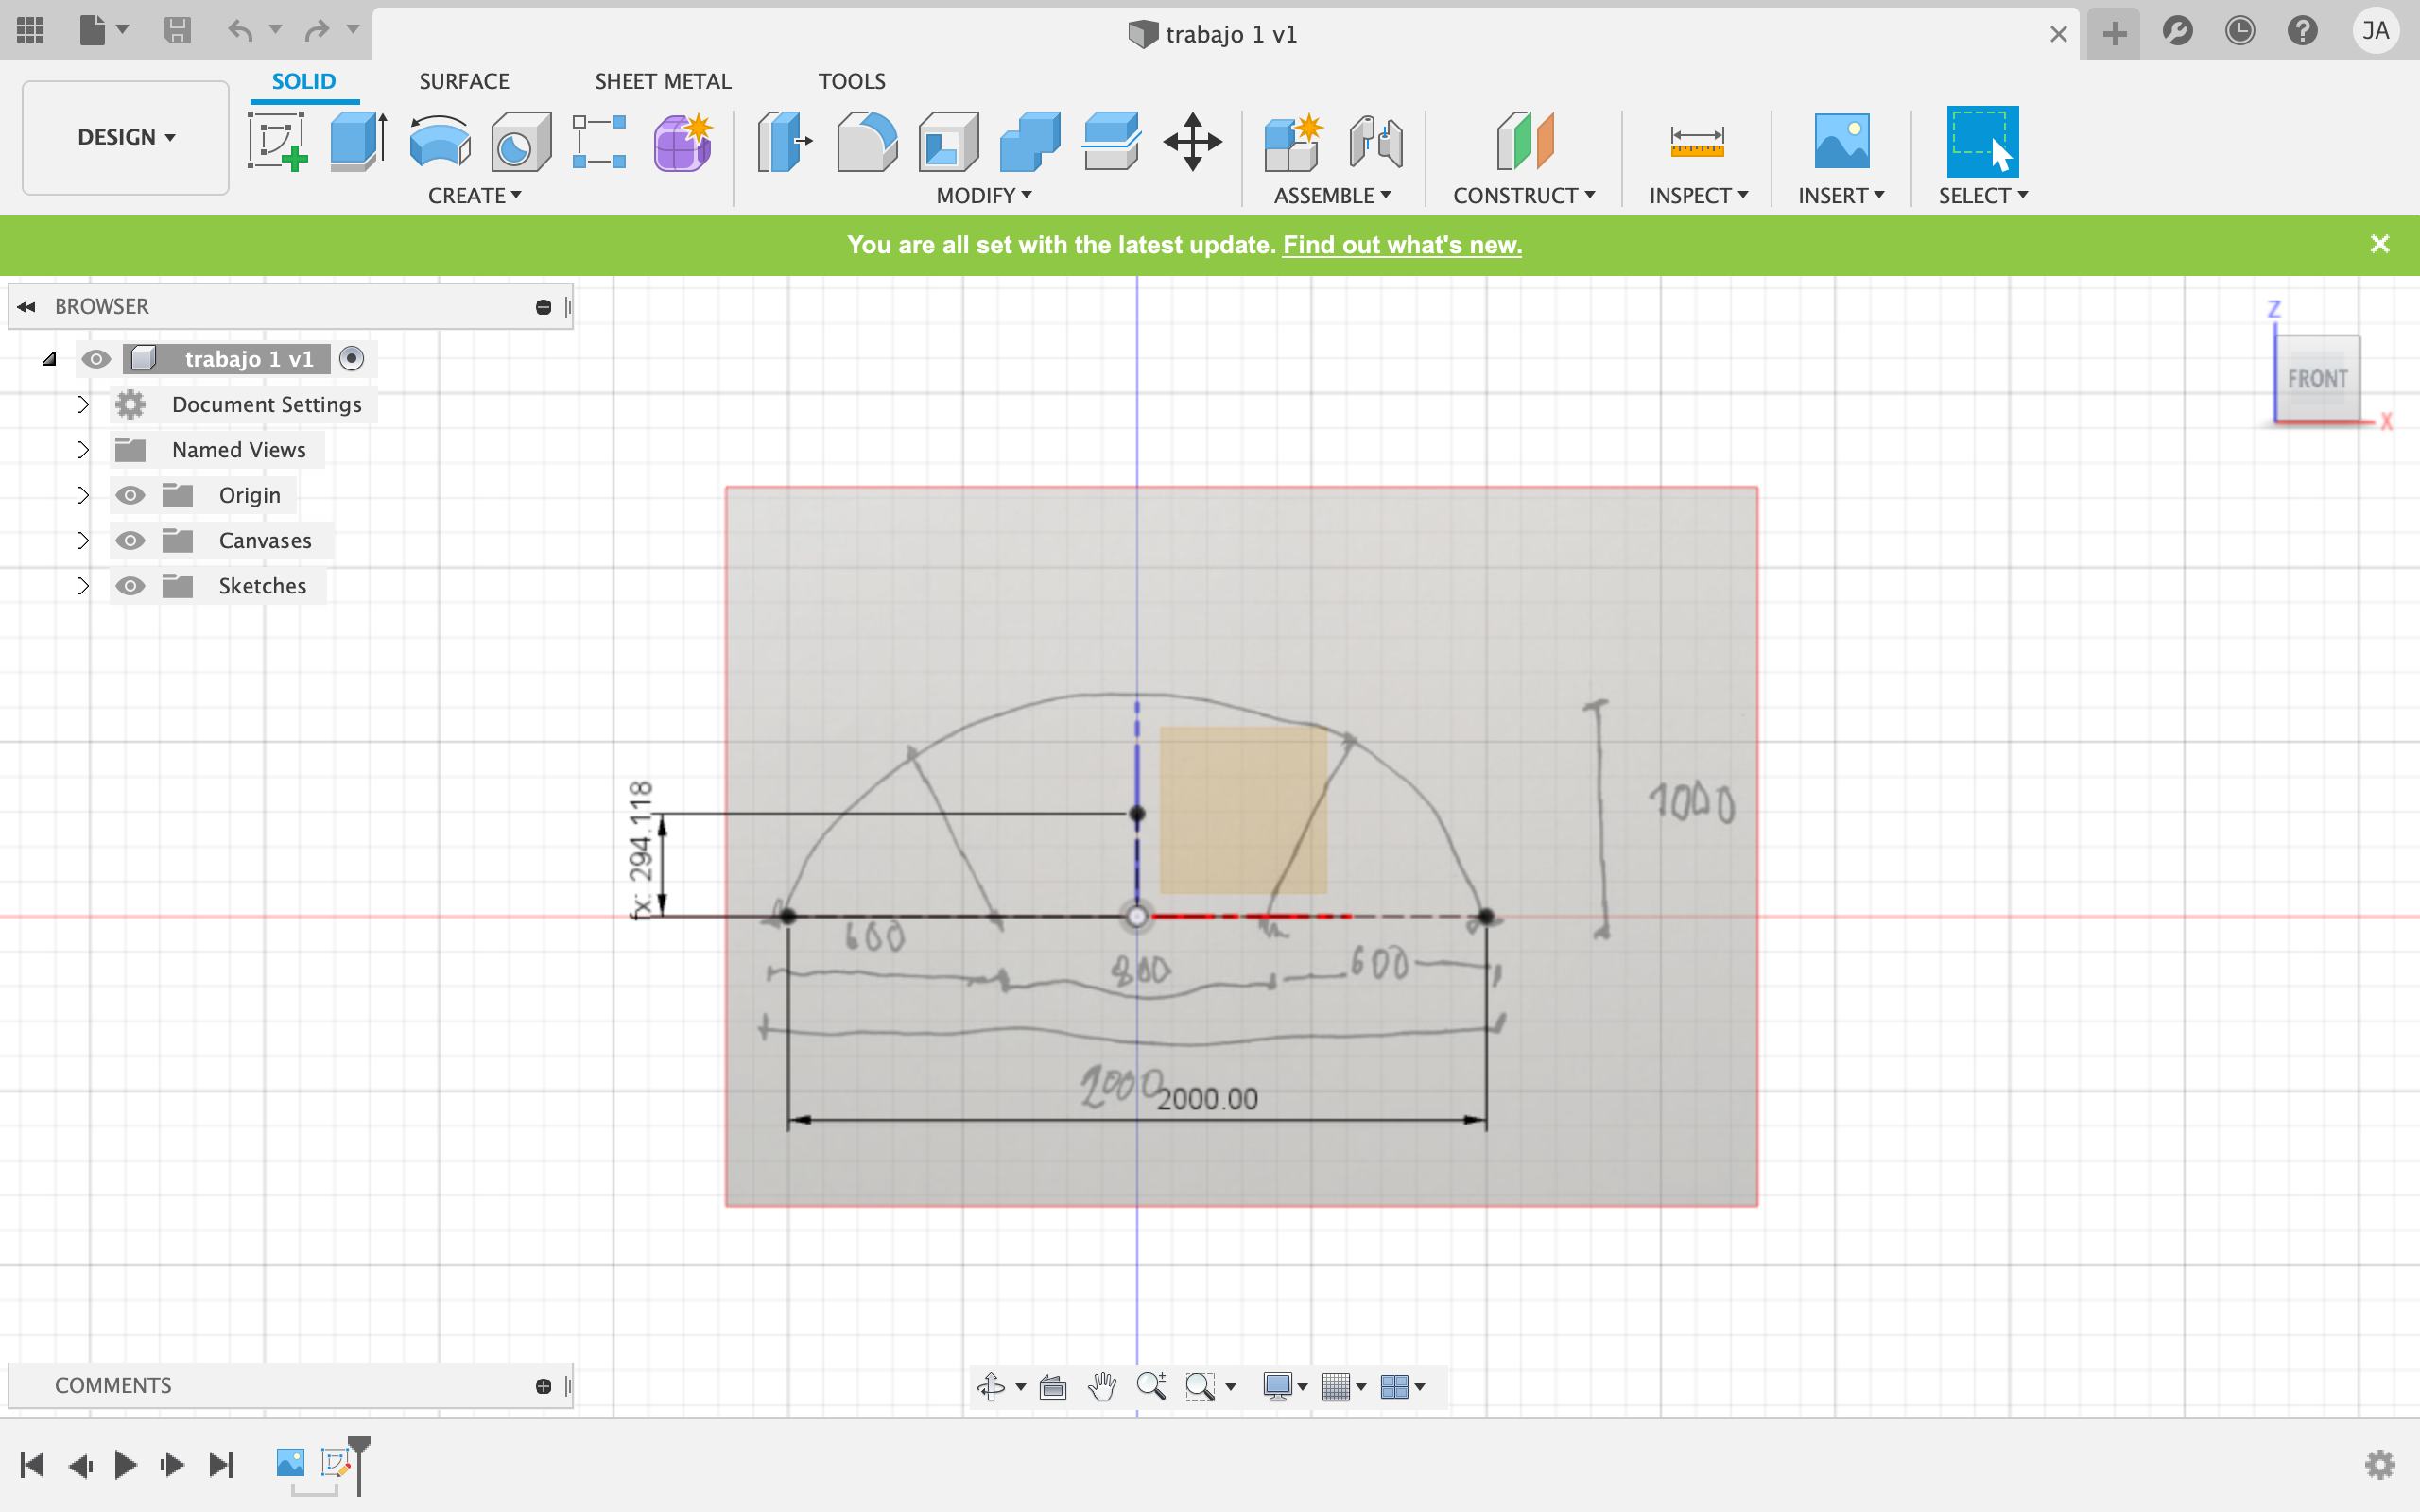 trabajo 1 v1
JA
DESIGN
SOLID
SURFACE
SHEET METAL
TOOLS
CREATE
MODIFY
ASSEMBLE
CONSTRUCT
INSPECT
INSERT
SELECT
You are all set with the latest update. Find out what's new.
BROWSER
trabajo 1 v1
Document Settings
Named Views
Origin
Canvases
Sketches
Z
FRONT
X
1000
fx: 294.118
600
800
600
2000
2000.00
COMMENTS